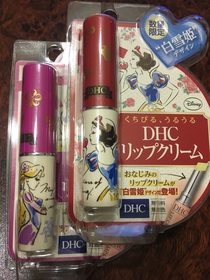 数量
限定
"白雪姫"
デザイン
Disney
くちびる、うるうる
DHC
リップクリーム
おなじみの
リップクリームが
"白雪姫"デザインで登場!
DHC
DHC
DHC